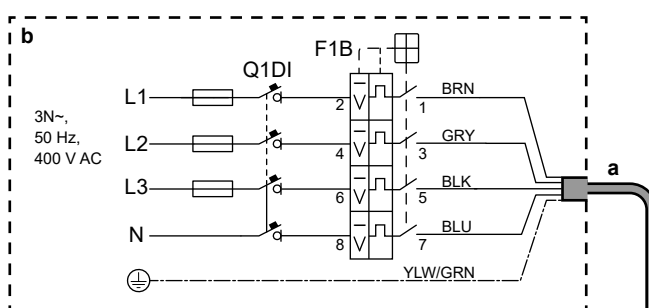 b
F1B
Q1DI
L1 2 1 BRN
3N~,
50 Hz,
400 V AC
L2 4 3 GRY
a
L3 6 5 BLK
N 8 7 BLU
YLW/GRN